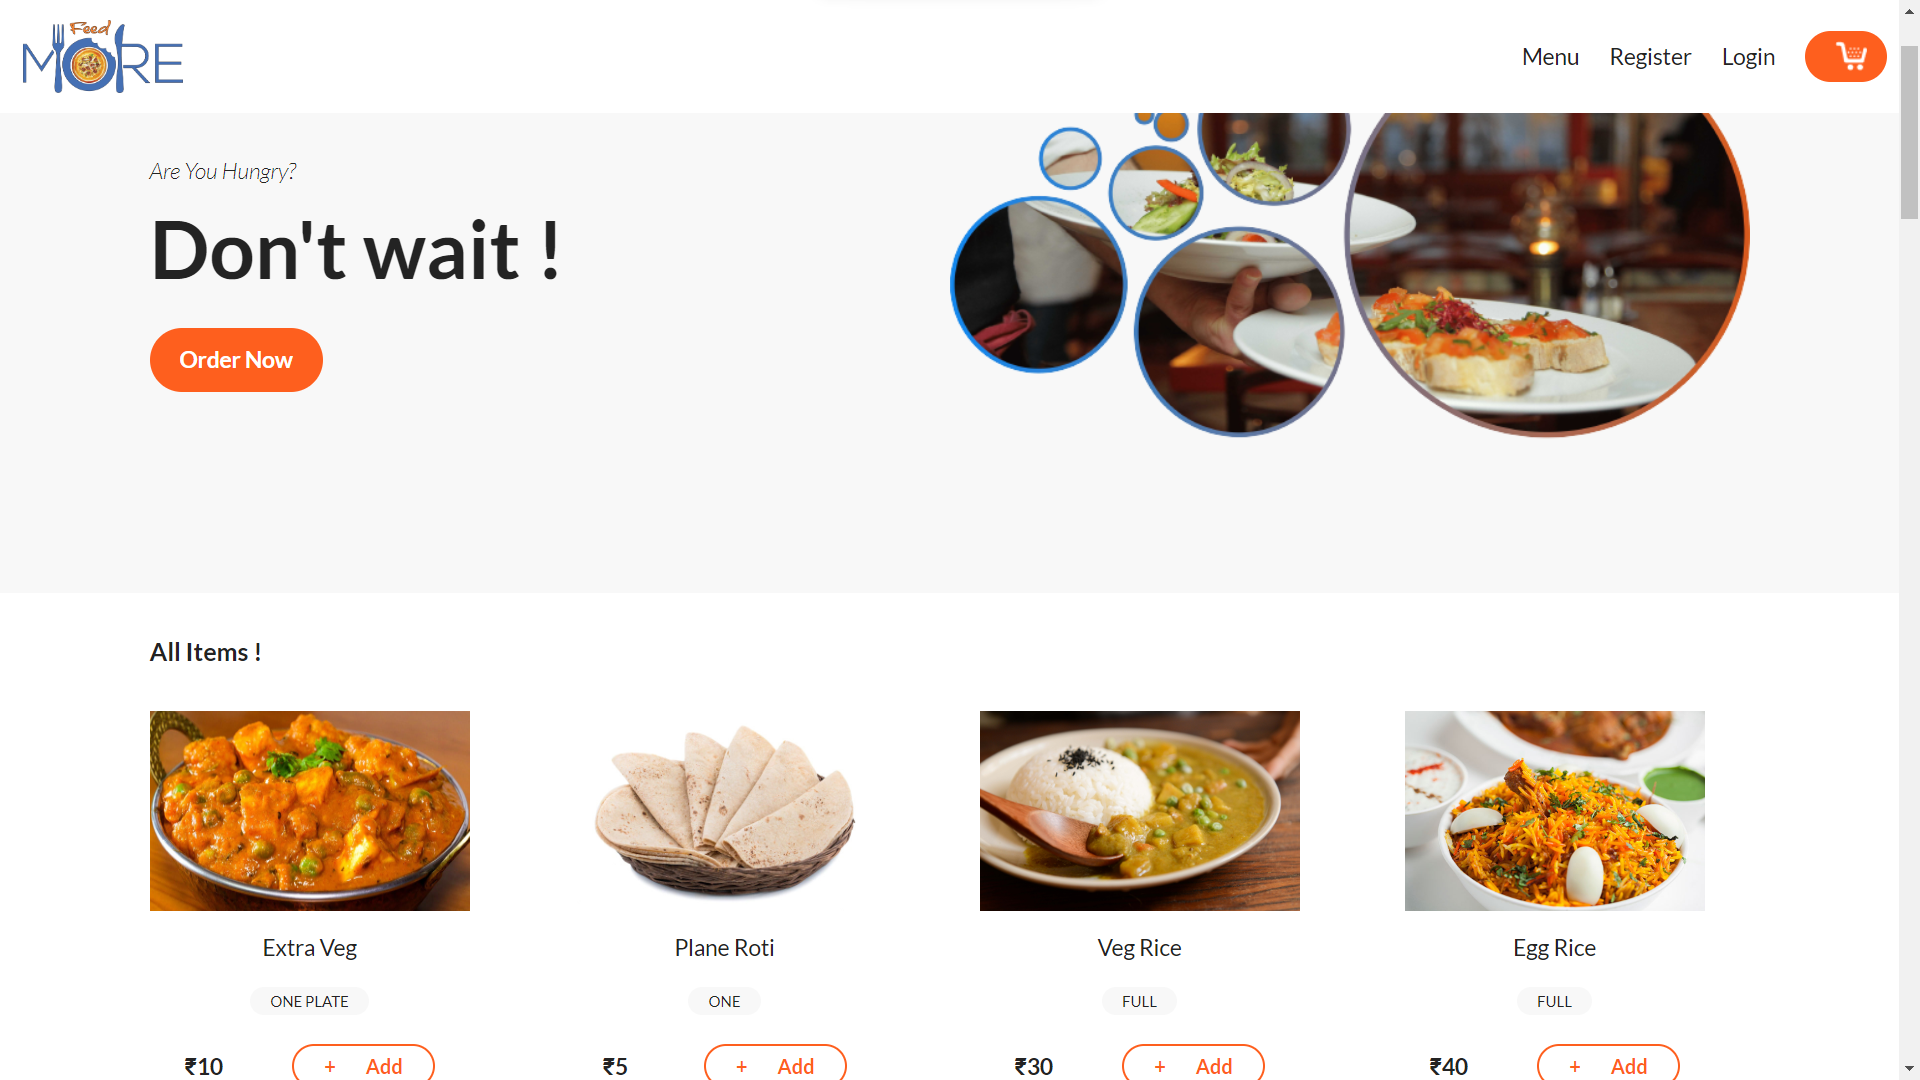 Feed
MORE
Menu Register Login
Are You Hungry?
Don't wait !
Order Now
All Items !
Extra Veg
ONE PLATE
₹10 + Add
Plane Roti
ONE
₹5 + Add
Veg Rice
FULL
₹30 + Add
Egg Rice
FULL
₹40 + Add